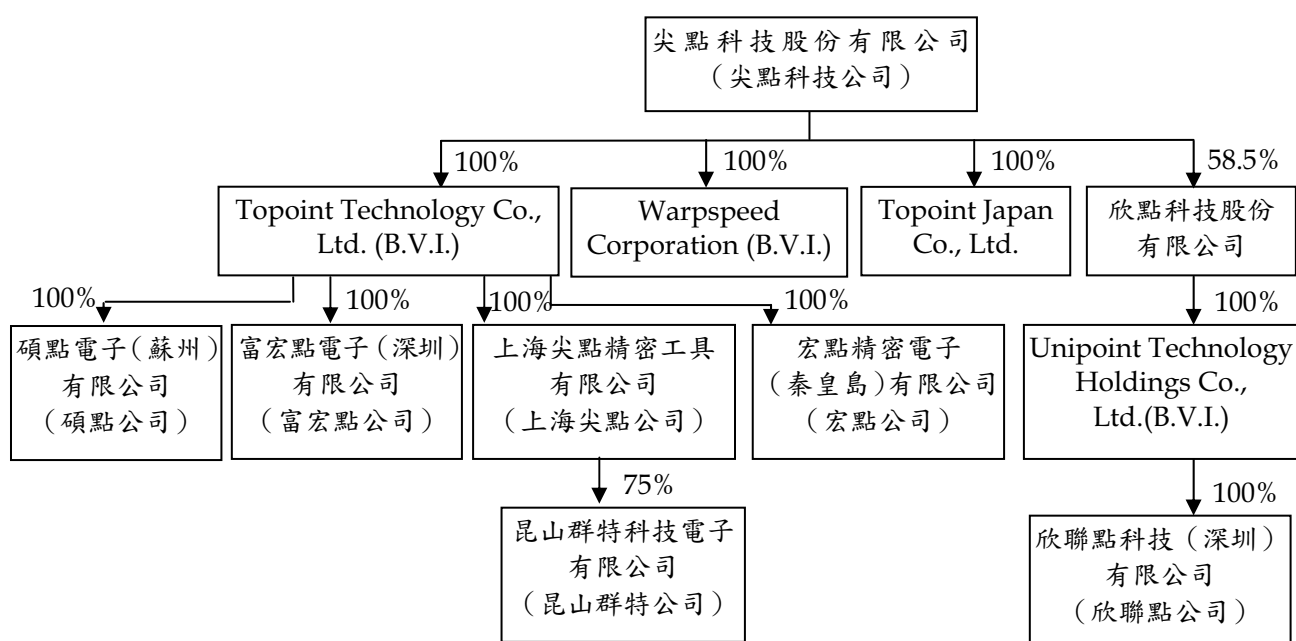 尖點科技股份有限公司
（尖點科技公司）
100%
100%
100%
58.5%
Topoint Technology Co.,
Ltd. (B.V.I.)
Warpspeed
Corporation (B.V.I.)
Topoint Japan
Co., Ltd.
欣點科技股份
有限公司
100%
100%
100%
100%
100%
碩點電子（蘇州）
有限公司
（碩點公司）
富宏點電子（深圳）
有限公司
（富宏點公司）
上海尖點精密工具
有限公司
（上海尖點公司）
宏點精密電子
（秦皇島）有限公司
（宏點公司）
Unipoint Technology
Holdings Co.,
Ltd.(B.V.I.)
75%
100%
昆山群特科技電子
有限公司
（昆山群特公司）
欣聯點科技（深圳）
有限公司
（欣聯點公司）